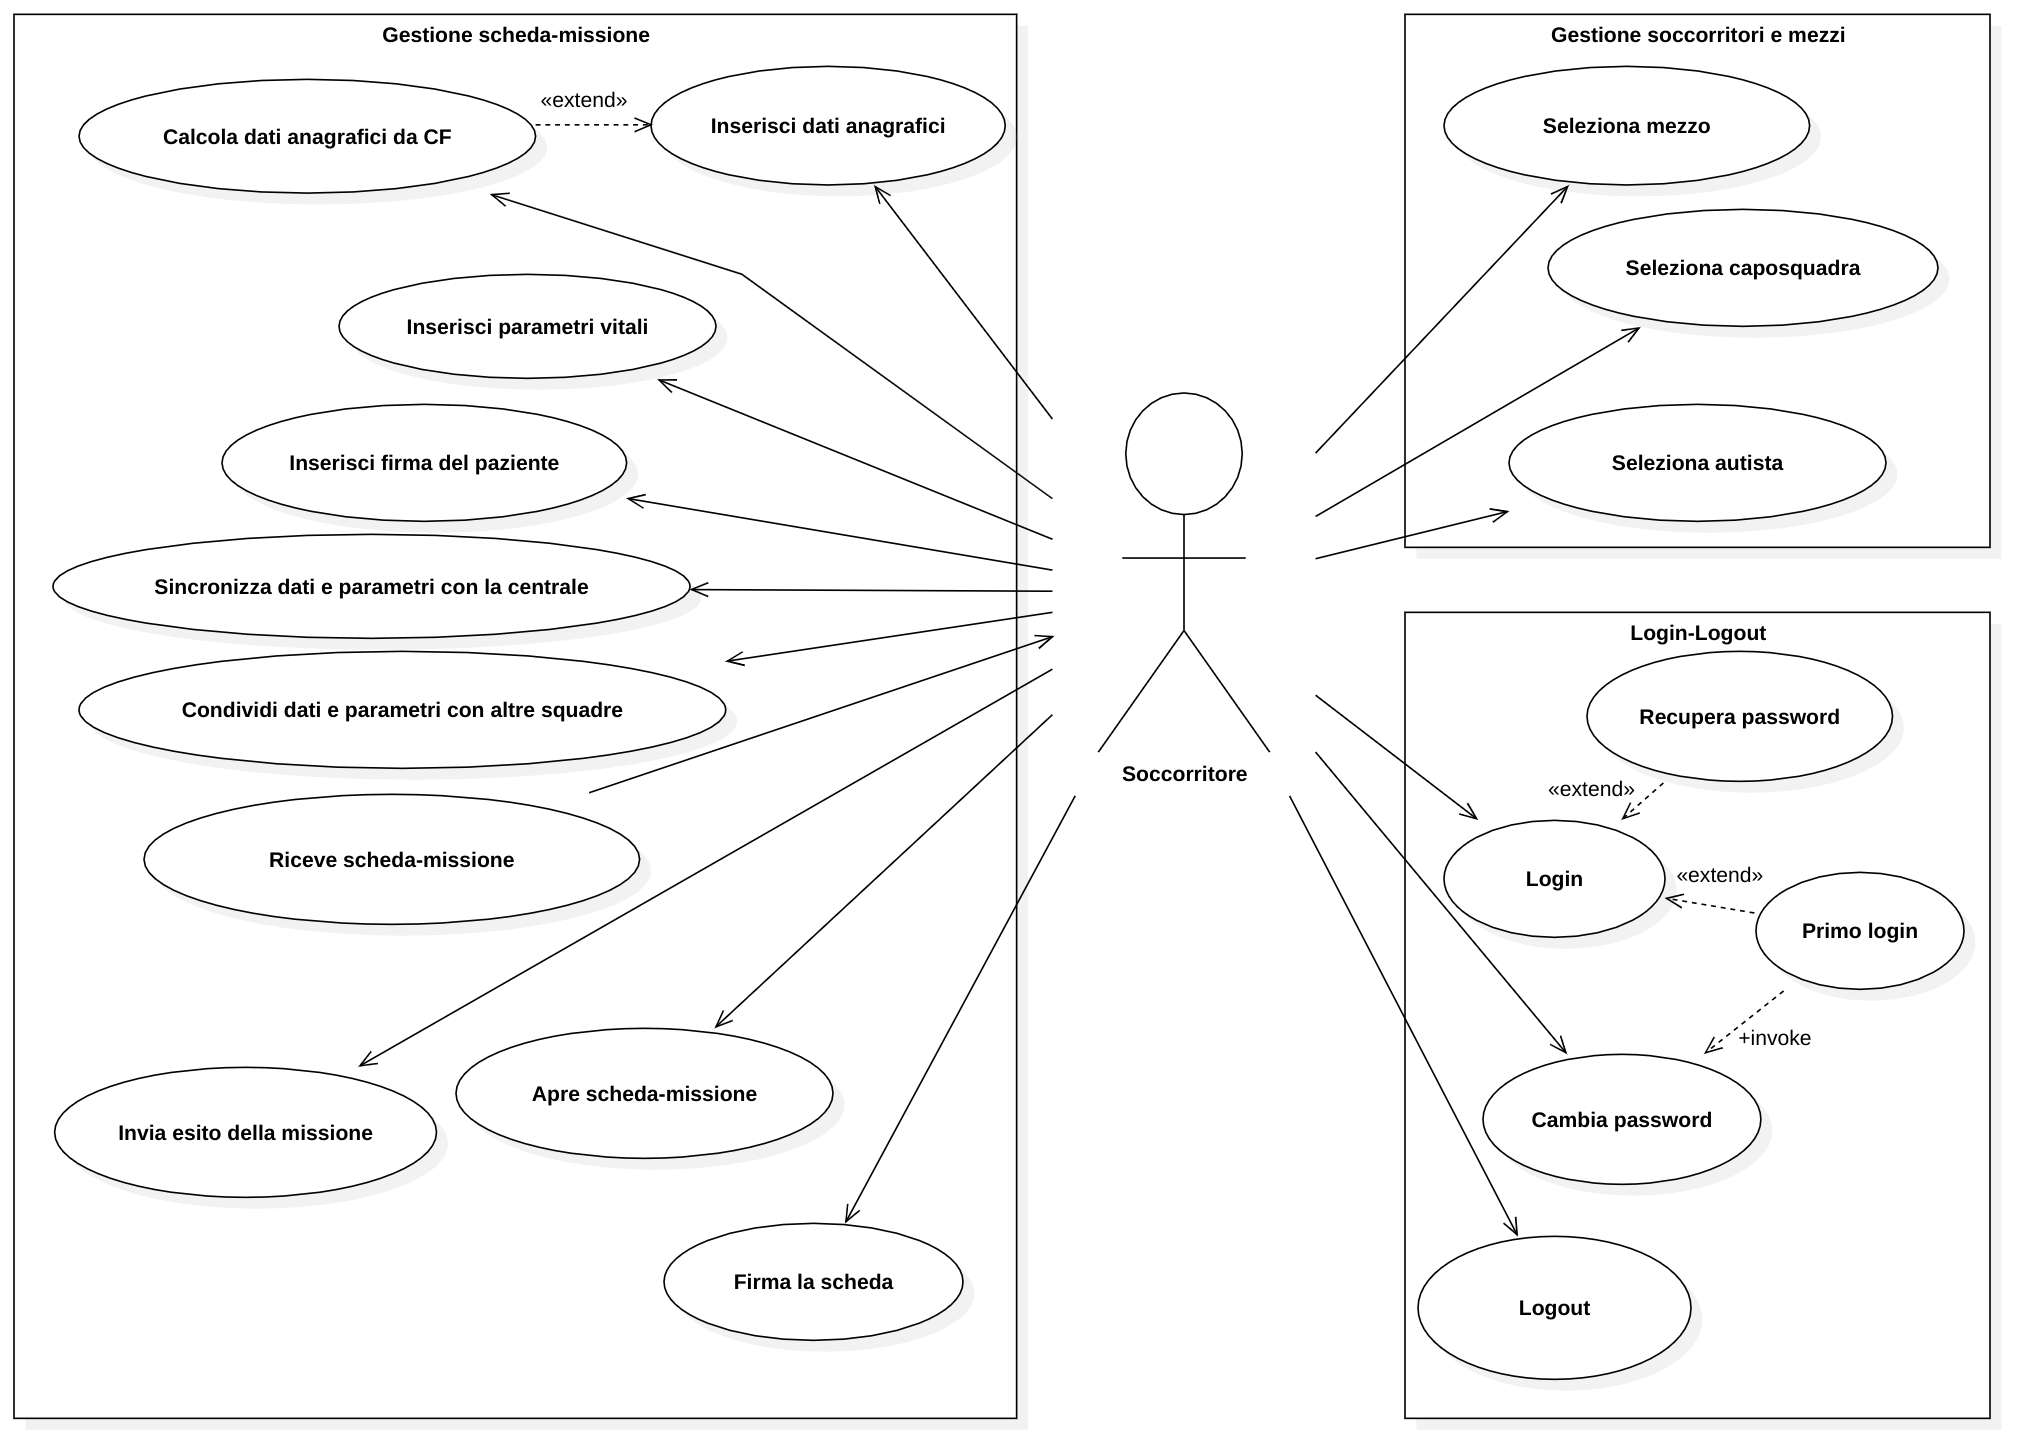 Gestione scheda-missione
«extend»
Calcola dati anagrafici da CF
Inserisci dati anagrafici
Inserisci parametri vitali
Inserisci firma del paziente
Sincronizza dati e parametri con la centrale
Condividi dati e parametri con altre squadre
Riceve scheda-missione
Apre scheda-missione
Invia esito della missione
Firma la scheda
Soccorritore
Gestione soccorritori e mezzi
Seleziona mezzo
Seleziona caposquadra
Seleziona autista
Login-Logout
Recupera password
«extend»
Login
«extend»
Primo login
+invoke
Cambia password
Logout